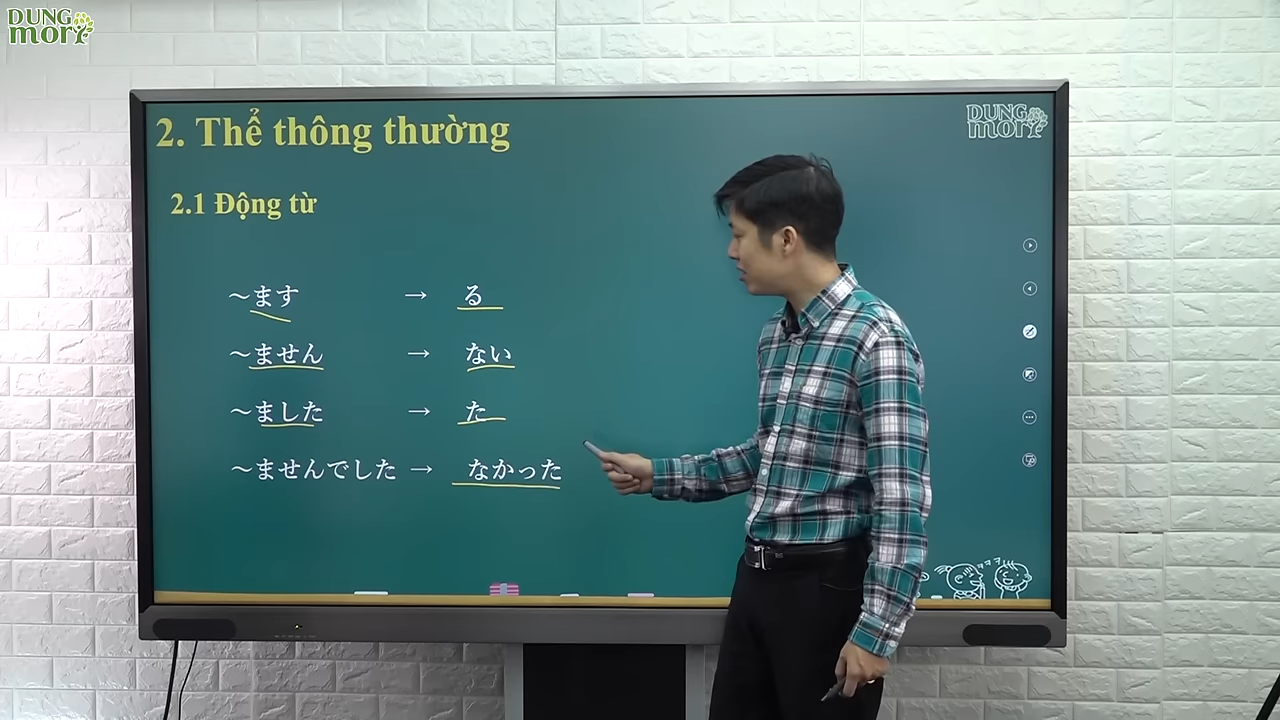 DUNG
mori
DUNG
mori
2. Thể thông thường
2.1 Động từ
～ます → る
～ません → ない
～ました → た
～ませんでした → なかった